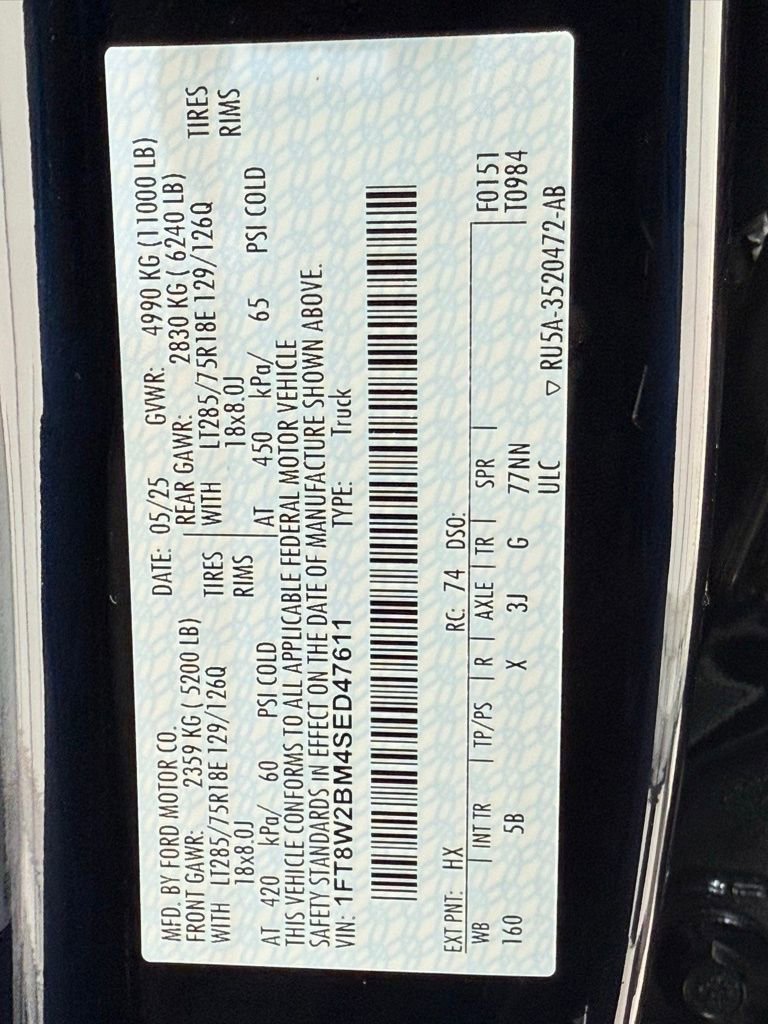 MFD. BY FORD MOTOR CO. DATE: 05/25 GVWR: 4990 KG (11000 LB)
FRONT GAWR: 2359 KG ( 5200 LB) REAR GAWR: 2830 KG ( 6240 LB)
WITH LT285/75R18E 129/126Q TIRES WITH LT285/75R18E 129/126Q TIRES
18x8.0J RIMS 18x8.0J RIMS
AT 420 kPa/ 60 PSI COLD AT 450 kPa/ 65 PSI COLD
THIS VEHICLE CONFORMS TO ALL APPLICABLE FEDERAL MOTOR VEHICLE
SAFETY STANDARDS IN EFFECT ON THE DATE OF MANUFACTURE SHOWN ABOVE.
VIN: 1FT8W2BM4SED47611 TYPE: Truck
EXT PNT: HX RC: 74 DSO:
WB | INT TR | TP/PS | R | AXLE | TR | SPR | F0151
160 5B X 3J G 77NN T0984
ULC ▽ RU5A-3520472-AB